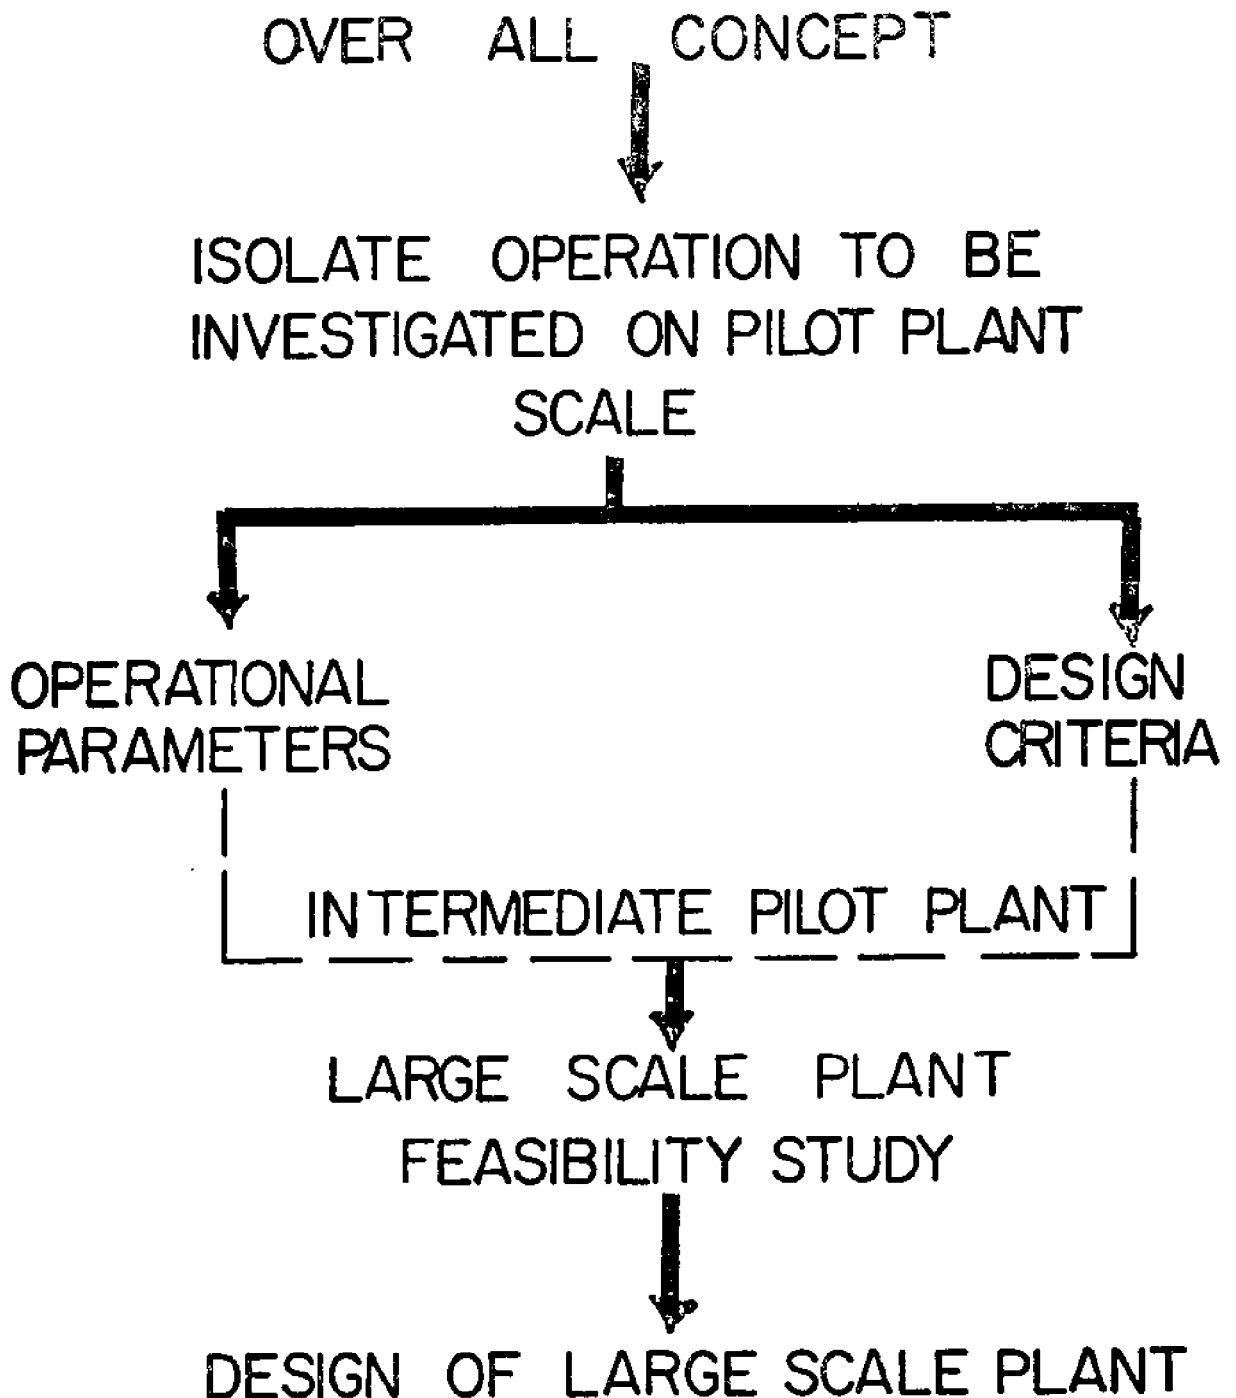 OVER ALL CONCEPT
ISOLATE OPERATION TO BE
INVESTIGATED ON PILOT PLANT
SCALE
OPERATIONAL
PARAMETERS
DESIGN
CRITERIA
INTERMEDIATE PILOT PLANT
LARGE SCALE PLANT
FEASIBILITY STUDY
DESIGN OF LARGE SCALE PLANT